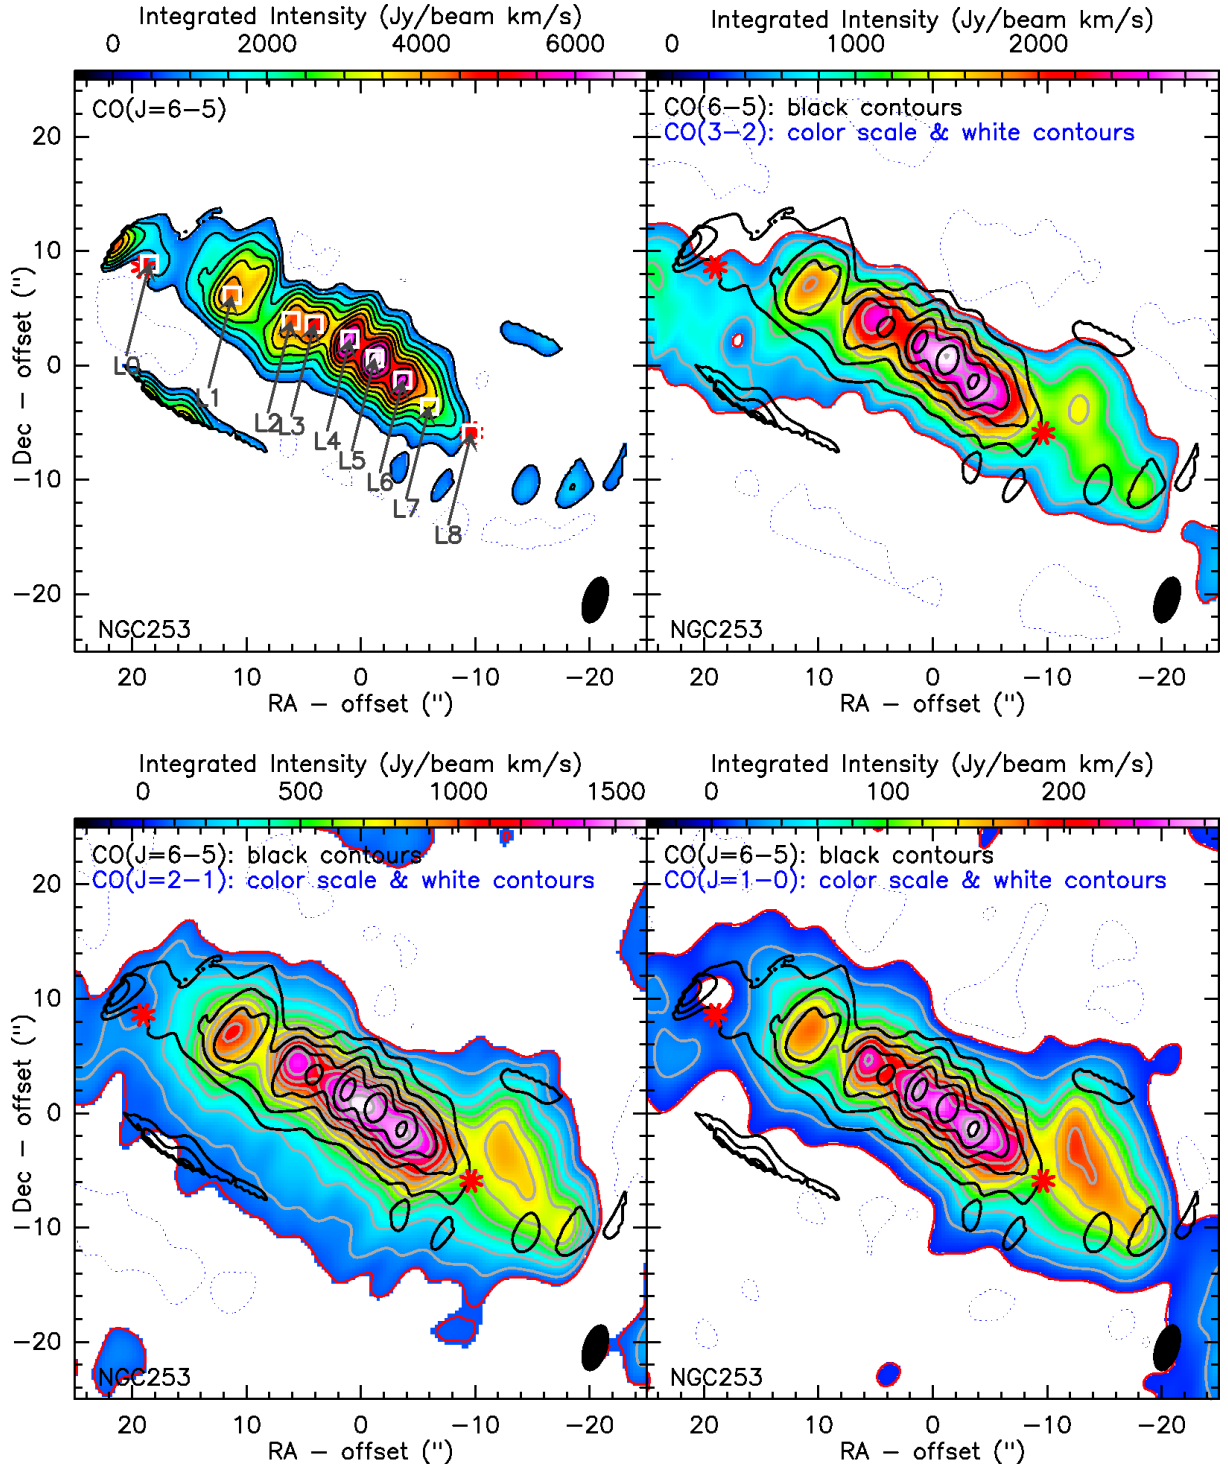 Integrated Intensity (Jy/beam km/s)
0 2000 4000 6000
CO(J=6−5)
20
10
0
−10
−20
Dec − offset (")
L0
L1
L2
L3
L4
L5
L6
L7
L8
NGC253
20 10 0 −10 −20
RA − offset (")
Integrated Intensity (Jy/beam km/s)
0 1000 2000
CO(6−5): black contours
CO(3−2): color scale & white contours
NGC253
20 10 0 −10 −20
RA − offset (")
Integrated Intensity (Jy/beam km/s)
0 500 1000 1500
CO(J=6−5): black contours
CO(J=2−1): color scale & white contours
20
10
0
−10
−20
Dec − offset (")
NGC253
20 10 0 −10 −20
RA − offset (")
Integrated Intensity (Jy/beam km/s)
0 100 200
CO(J=6−5): black contours
CO(J=1−0): color scale & white contours
NGC253
20 10 0 −10 −20
RA − offset (")